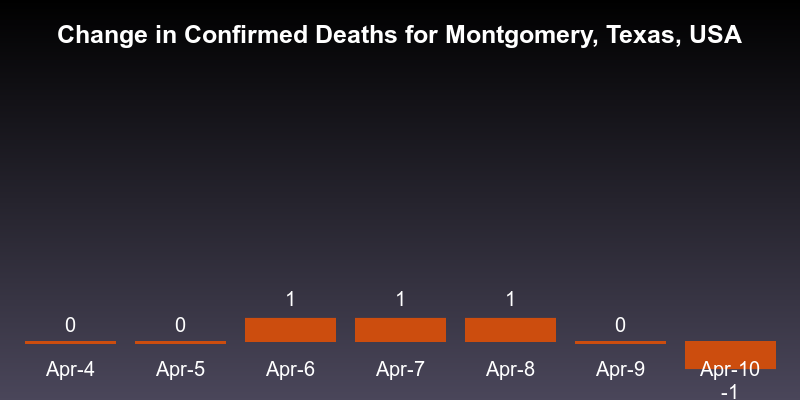 Change in Confirmed Deaths for Montgomery, Texas, USA
1 1 1
0 0 0
Apr-4 Apr-5 Apr-6 Apr-7 Apr-8 Apr-9 Apr-10
-1